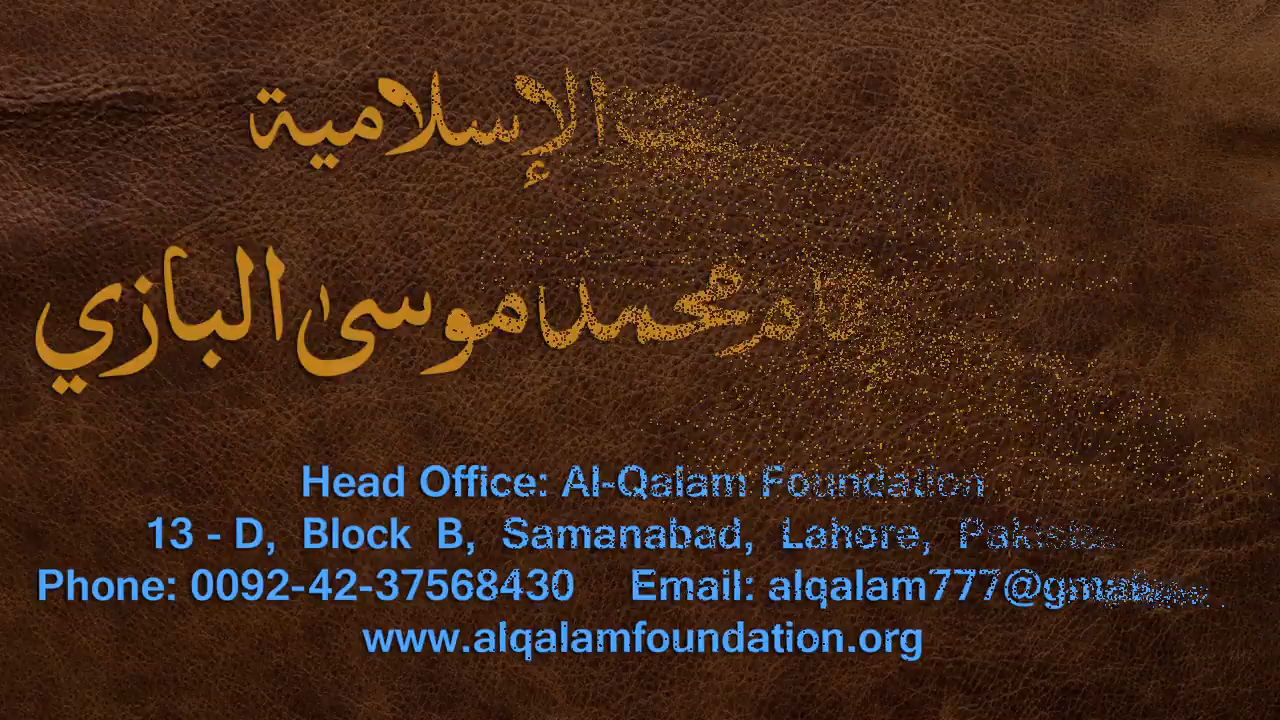 الإسلامية
محمد موسىٰ البازي
Head Office: Al-Qalam Foundation
13 - D, Block B, Samanabad, Lahore, Pakistan
Phone: 0092-42-37568430 Email:
www.alqalamfoundation.org